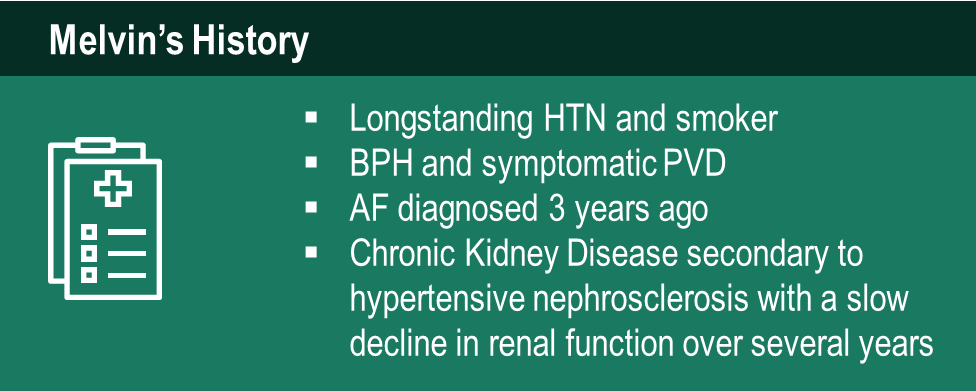 Melvin's History
▪ Longstanding HTN and smoker
▪ BPH and symptomatic PVD
▪ AF diagnosed 3 years ago
▪ Chronic Kidney Disease secondary to
hypertensive nephrosclerosis with a slow
decline in renal function over several years